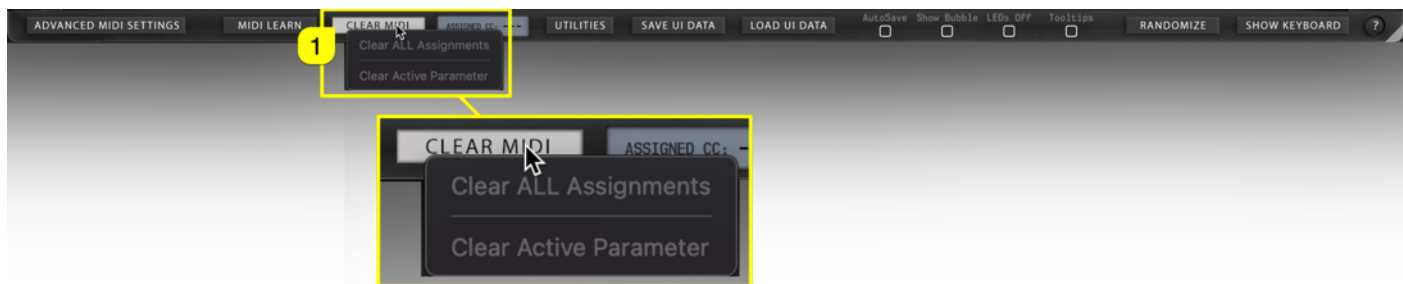 ADVANCED MIDI SETTINGS MIDI LEARN CLEAR MIDI ASSIGNED CC: --- UTILITIES SAVE UI DATA LOAD UI DATA AutoSave Show Bubble LEDs Off Tooltips RANDOMIZE SHOW KEYBOARD ?
1
Clear ALL Assignments
Clear Active Parameter
CLEAR MIDI ASSIGNED CC: -
Clear ALL Assignments
Clear Active Parameter